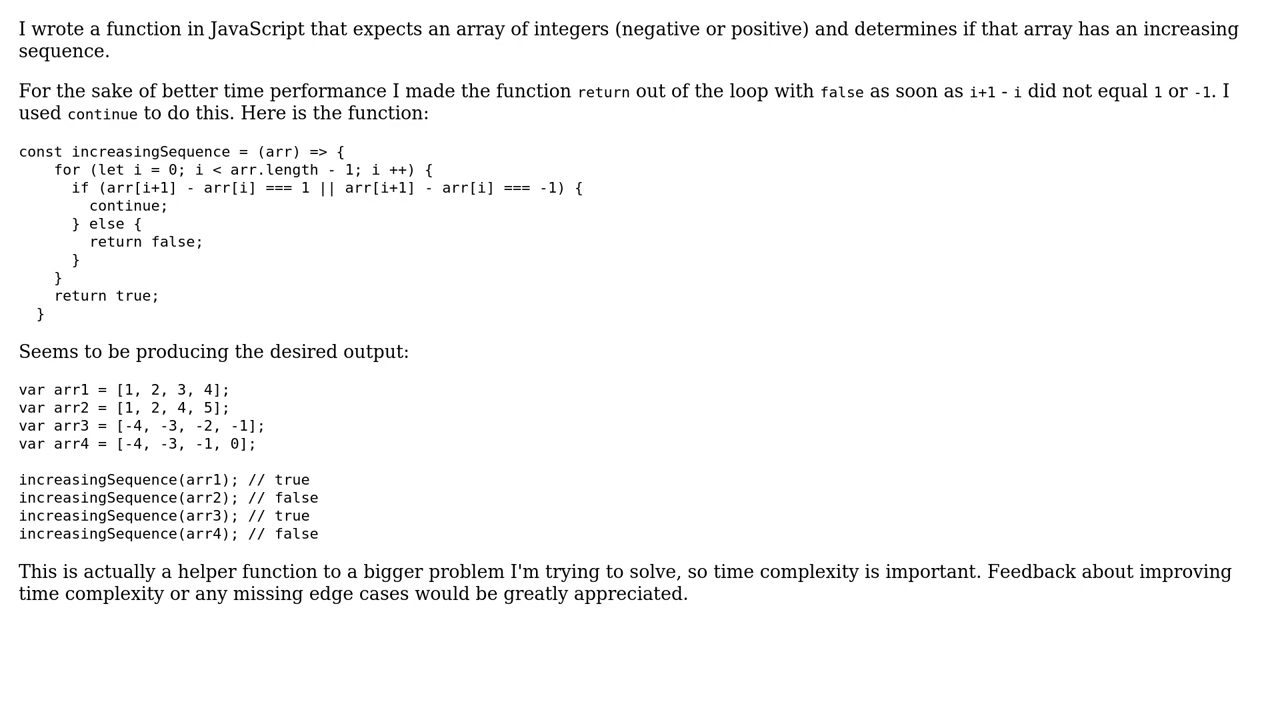 I wrote a function in JavaScript that expects an array of integers (negative or positive) and determines if that array has an increasing
sequence.
For the sake of better time performance I made the function return out of the loop with false as soon as i+1 - i did not equal 1 or -1. I
used continue to do this. Here is the function:
const increasingSequence = (arr) => {
    for (let i = 0; i < arr.length - 1; i ++) {
      if (arr[i+1] - arr[i] === 1 || arr[i+1] - arr[i] === -1) {
        continue;
      } else {
        return false;
      }
    }
    return true;
  }
Seems to be producing the desired output:
var arr1 = [1, 2, 3, 4];
var arr2 = [1, 2, 4, 5];
var arr3 = [-4, -3, -2, -1];
var arr4 = [-4, -3, -1, 0];
increasingSequence(arr1); // true
increasingSequence(arr2); // false
increasingSequence(arr3); // true
increasingSequence(arr4); // false
This is actually a helper function to a bigger problem I'm trying to solve, so time complexity is important. Feedback about improving
time complexity or any missing edge cases would be greatly appreciated.